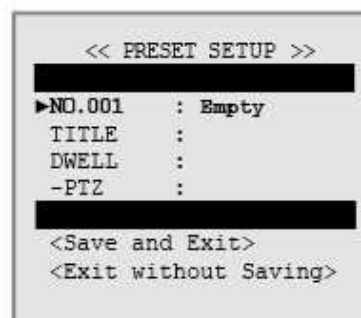 << PRESET SETUP >>
►NO.001 : Empty
TITLE :
DWELL :
-PTZ :
<Save and Exit>
<Exit without Saving>